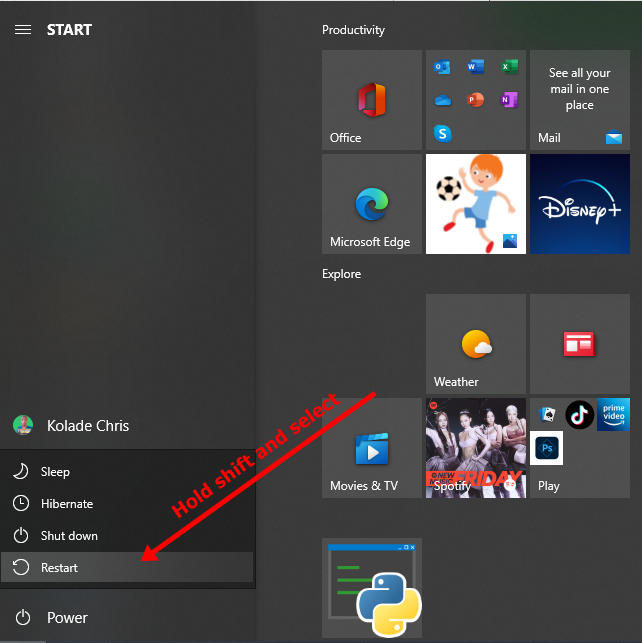 START
Productivity
Office
See all your
mail in one
place
Mail
Microsoft Edge
Disney+
Explore
Weather
Movies & TV
NEW
MUSIC
FRIDAY
Spotify
prime
video
Ps
Play
Kolade Chris
Sleep
Hibernate
Shut down
Restart
Power
Hold shift and select